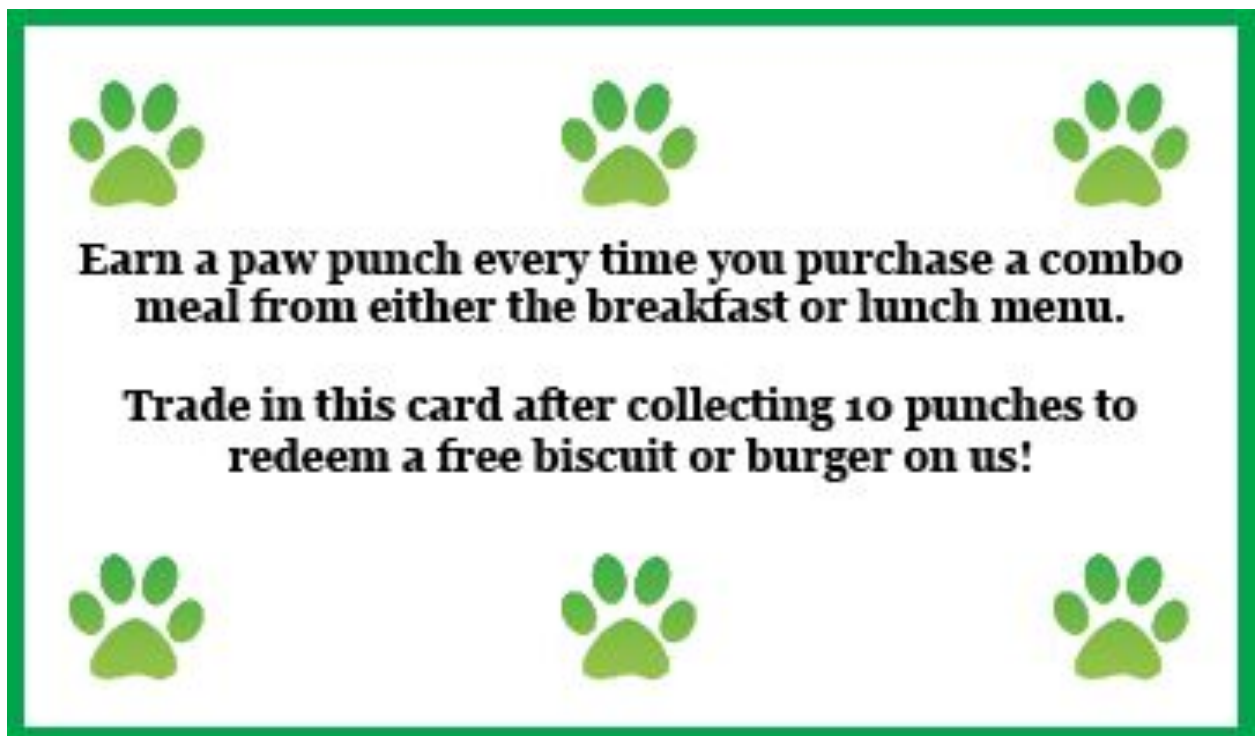 Earn a paw punch every time you purchase a combo
meal from either the breakfast or lunch menu.
Trade in this card after collecting 10 punches to
redeem a free biscuit or burger on us!